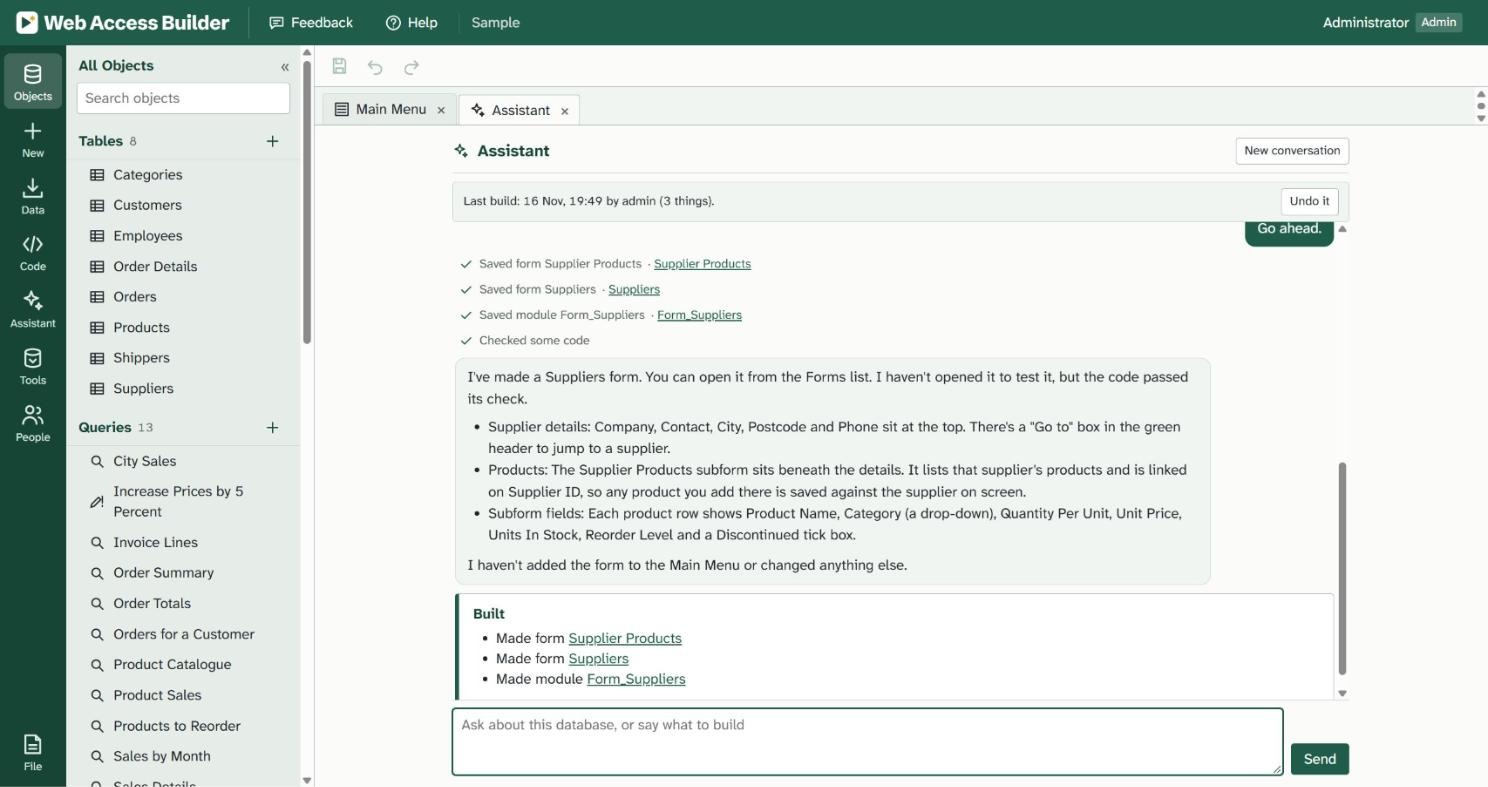 Web Access Builder
Feedback
Help
Sample
Administrator
Admin
Objects
New
Data
Code
Assistant
Tools
People
File
All Objects
«
Search objects
Tables 8
Categories
Customers
Employees
Order Details
Orders
Products
Shippers
Suppliers
Queries 13
City Sales
Increase Prices by 5
Percent
Invoice Lines
Order Summary
Order Totals
Orders for a Customer
Product Catalogue
Product Sales
Products to Reorder
Sales by Month
Sales Details
Main Menu
Assistant
Assistant
New conversation
Last build: 16 Nov, 19:49 by admin (3 things).
Undo it
Go ahead.
Saved form Supplier Products · Supplier Products
Saved form Suppliers · Suppliers
Saved module Form_Suppliers · Form_Suppliers
Checked some code
I've made a Suppliers form. You can open it from the Forms list. I haven't opened it to test it, but the code passed
its check.
• Supplier details: Company, Contact, City, Postcode and Phone sit at the top. There's a "Go to" box in the green
header to jump to a supplier.
• Products: The Supplier Products subform sits beneath the details. It lists that supplier's products and is linked
on Supplier ID, so any product you add there is saved against the supplier on screen.
• Subform fields: Each product row shows Product Name, Category (a drop-down), Quantity Per Unit, Unit Price,
Units In Stock, Reorder Level and a Discontinued tick box.
I haven't added the form to the Main Menu or changed anything else.
Built
• Made form Supplier Products
• Made form Suppliers
• Made module Form_Suppliers
Ask about this database, or say what to build
Send